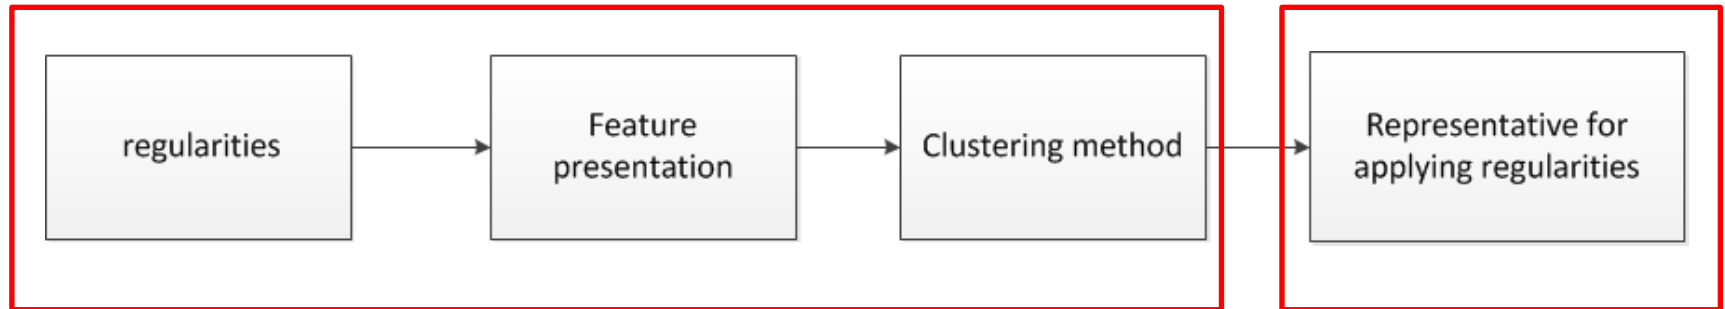 regularities
Feature
presentation
Clustering method
Representative for
applying regularities